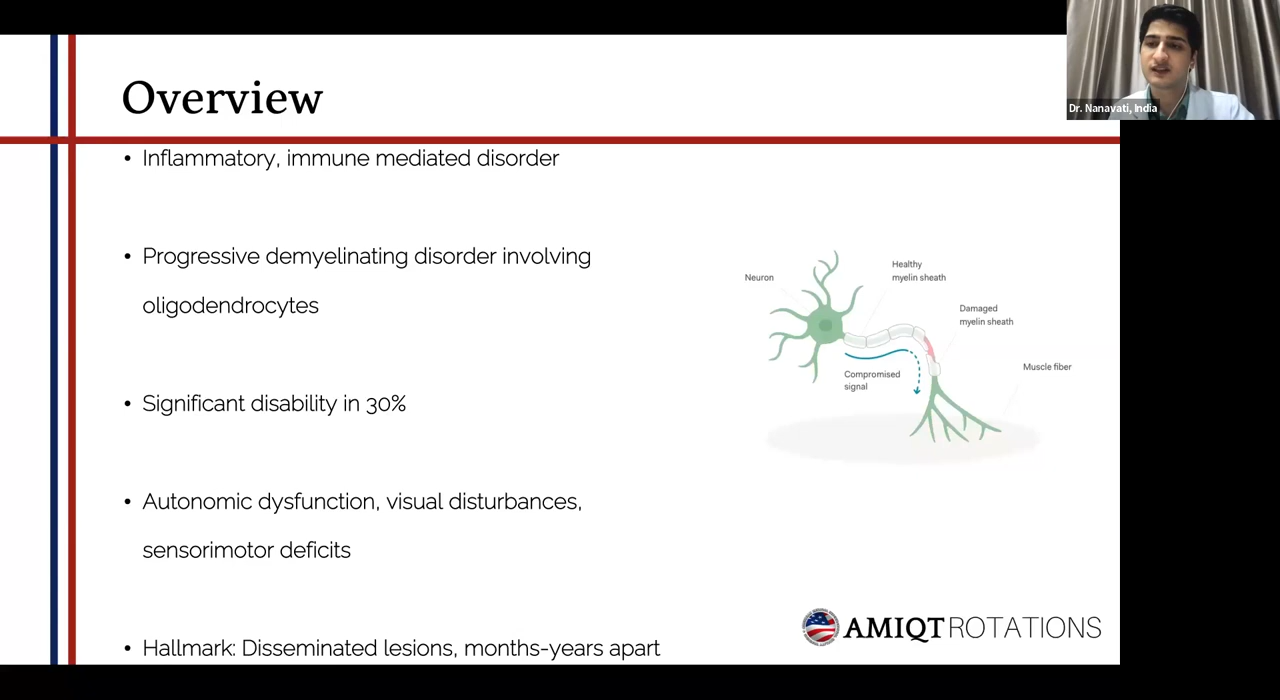 Overview
Dr. Nanavati, India
• Inflammatory, immune mediated disorder
• Progressive demyelinating disorder involving
oligodendrocytes
• Significant disability in 30%
• Autonomic dysfunction, visual disturbances,
sensorimotor deficits
• Hallmark: Disseminated lesions, months-years apart
Neuron
Healthy
myelin sheath
Damaged
myelin sheath
Compromised
signal
Muscle fiber
AMIQT ROTATIONS